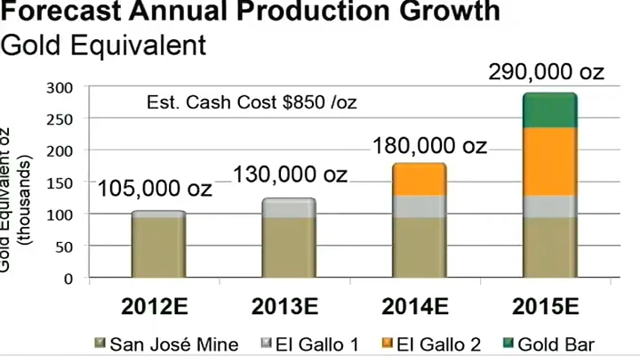 Forecast Annual Production Growth
Gold Equivalent
290,000 oz
300
Est. Cash Cost $850 /oz
250
180,000 oz
200
130,000 oz
105,000 oz
150
100
50
0
Gold Equivalent oz
(thousands)
2012E 2013E 2014E 2015E
San José Mine El Gallo 1 El Gallo 2 Gold Bar